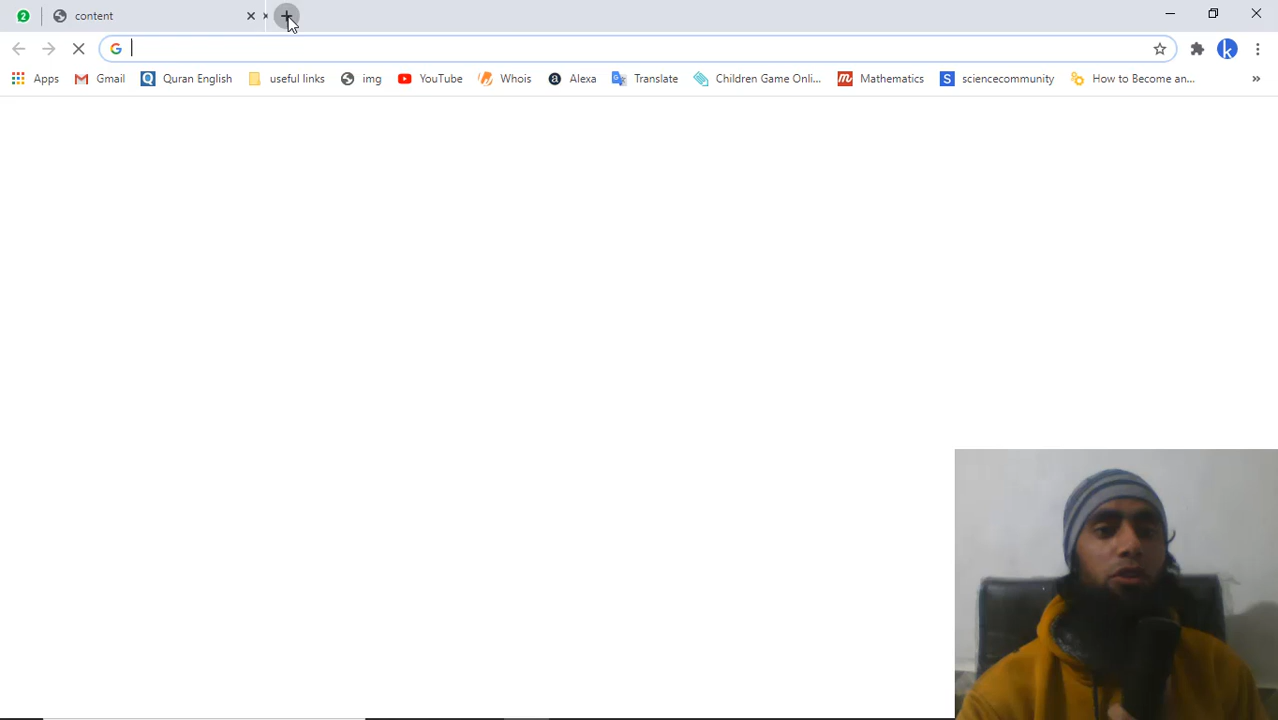 2 content
G
Apps Gmail Quran English useful links img YouTube Whois a Alexa Translate Children Game Onli... m Mathematics S sciencecommunity How to Become an... »
k